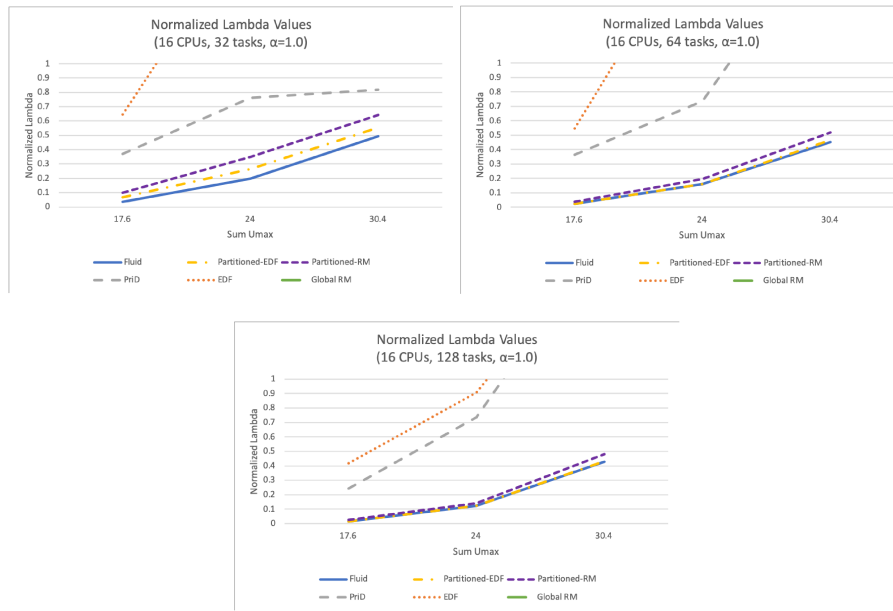 Normalized Lambda Values
(16 CPUs, 32 tasks, α=1.0)
1
0.9
0.8
0.7
0.6
0.5
0.4
0.3
0.2
0.1
0
Normalized Lambda
17.6 24 30.4
Sum Umax
Fluid Partitioned-EDF Partitioned-RM
PriD EDF Global RM
Normalized Lambda Values
(16 CPUs, 64 tasks, α=1.0)
1
0.9
0.8
0.7
0.6
0.5
0.4
0.3
0.2
0.1
0
Normalized Lambda
17.6 24 30.4
Sum Umax
Fluid Partitioned-EDF Partitioned-RM
PriD EDF Global RM
Normalized Lambda Values
(16 CPUs, 128 tasks, α=1.0)
1
0.9
0.8
0.7
0.6
0.5
0.4
0.3
0.2
0.1
0
Normalized Lambda
17.6 24 30.4
Sum Umax
Fluid Partitioned-EDF Partitioned-RM
PriD EDF Global RM